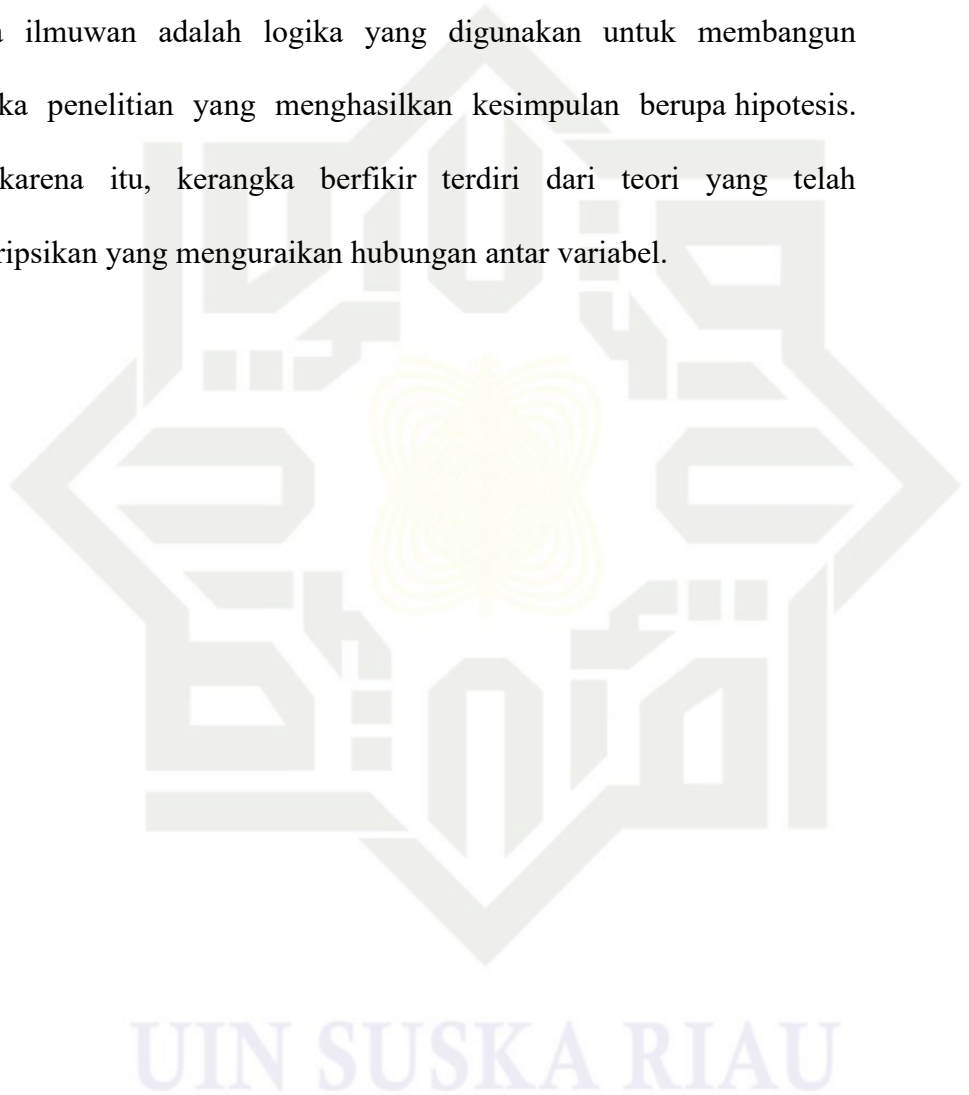 ilmuwan adalah logika yang digunakan untuk membangun
penelitian yang menghasilkan kesimpulan berupa hipotesis.
karena itu, kerangka berfikir terdiri dari teori yang telah
yang menguraikan hubungan antar variabel.
UIN SUSKA RIAU